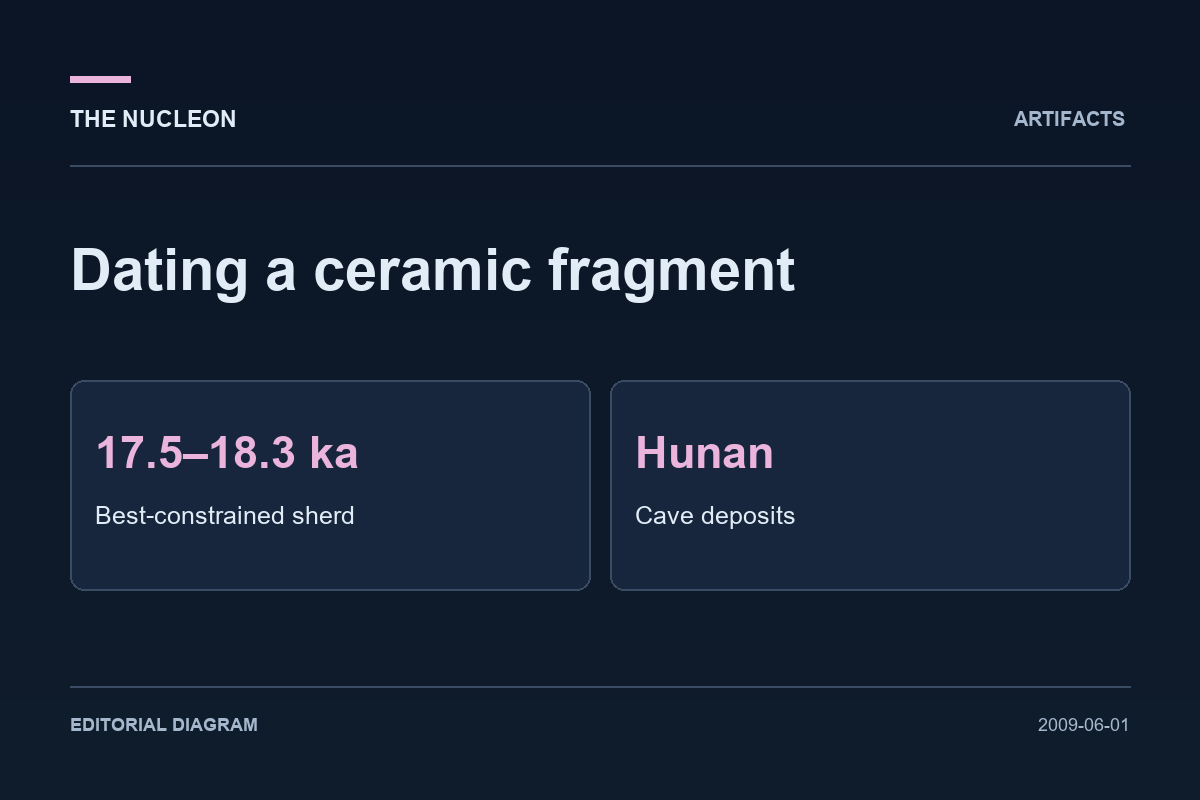 THE NUCLEON
ARTIFACTS
Dating a ceramic fragment
17.5–18.3 ka
Best-constrained sherd
Hunan
Cave deposits
EDITORIAL DIAGRAM
2009-06-01